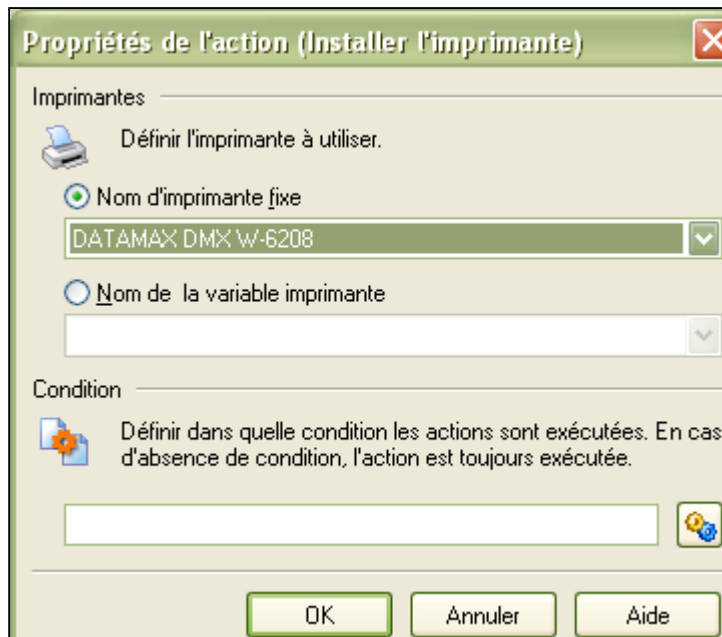 Propriétés de l'action (Installer l'imprimante)
Imprimantes
Définir l'imprimante à utiliser.
Nom d'imprimante fixe
DATAMAX DMX W-6208
Nom de la variable imprimante
Condition
Définir dans quelle condition les actions sont exécutées. En cas
d'absence de condition, l'action est toujours exécutée.
OK Annuler Aide